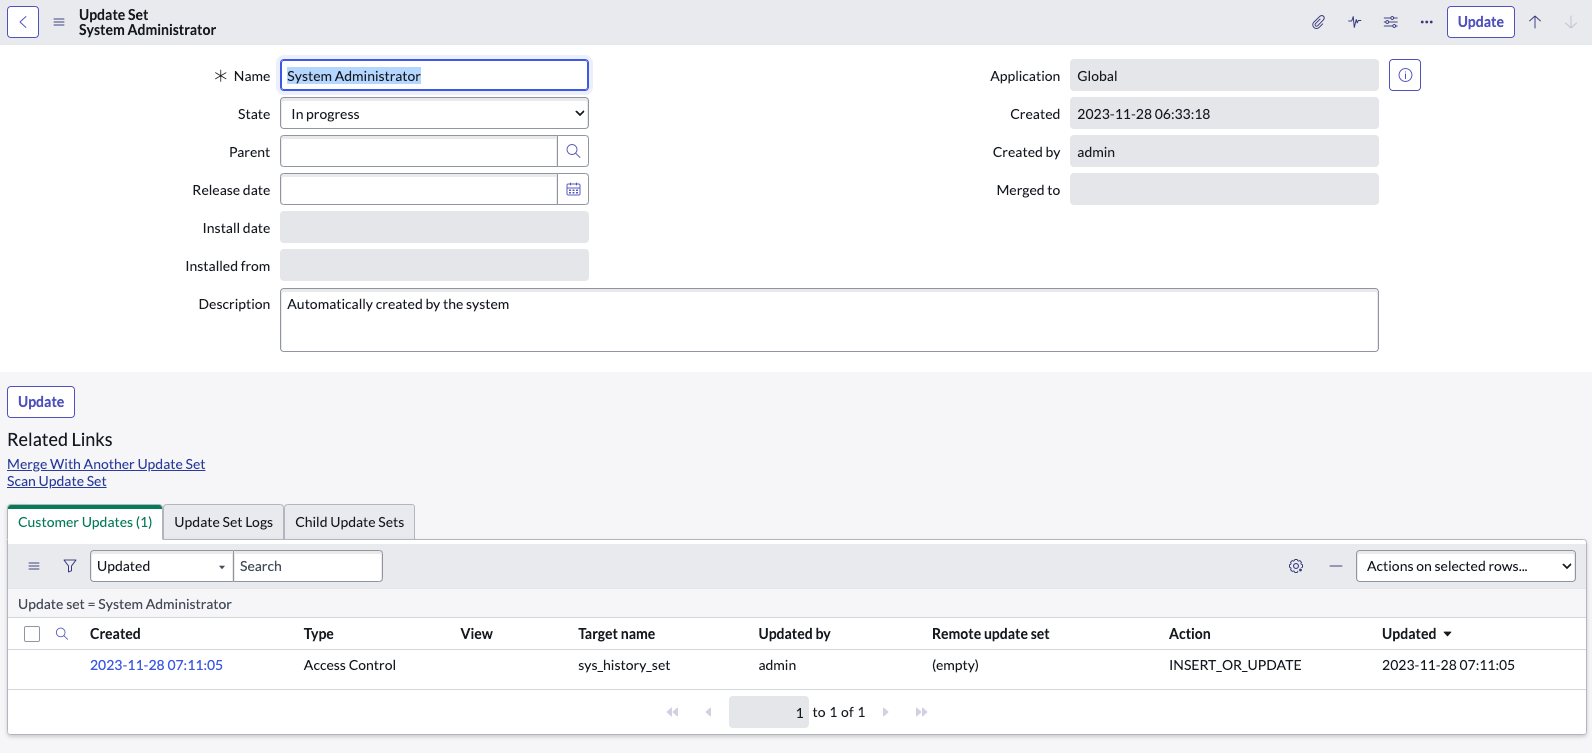 Update Set
System Administrator
Update
Name System Administrator
State In progress
Parent
Release date
Install date
Installed from
Description Automatically created by the system
Application Global
Created 2023-11-28 06:33:18
Created by admin
Merged to
Update
Related Links
Merge With Another Update Set
Scan Update Set
Customer Updates (1) Update Set Logs Child Update Sets
Updated Search Actions on selected rows...
Update set = System Administrator
Created Type View Target name Updated by Remote update set Action Updated
2023-11-28 07:11:05 Access Control sys_history_set admin (empty) INSERT_OR_UPDATE 2023-11-28 07:11:05
1 to 1 of 1